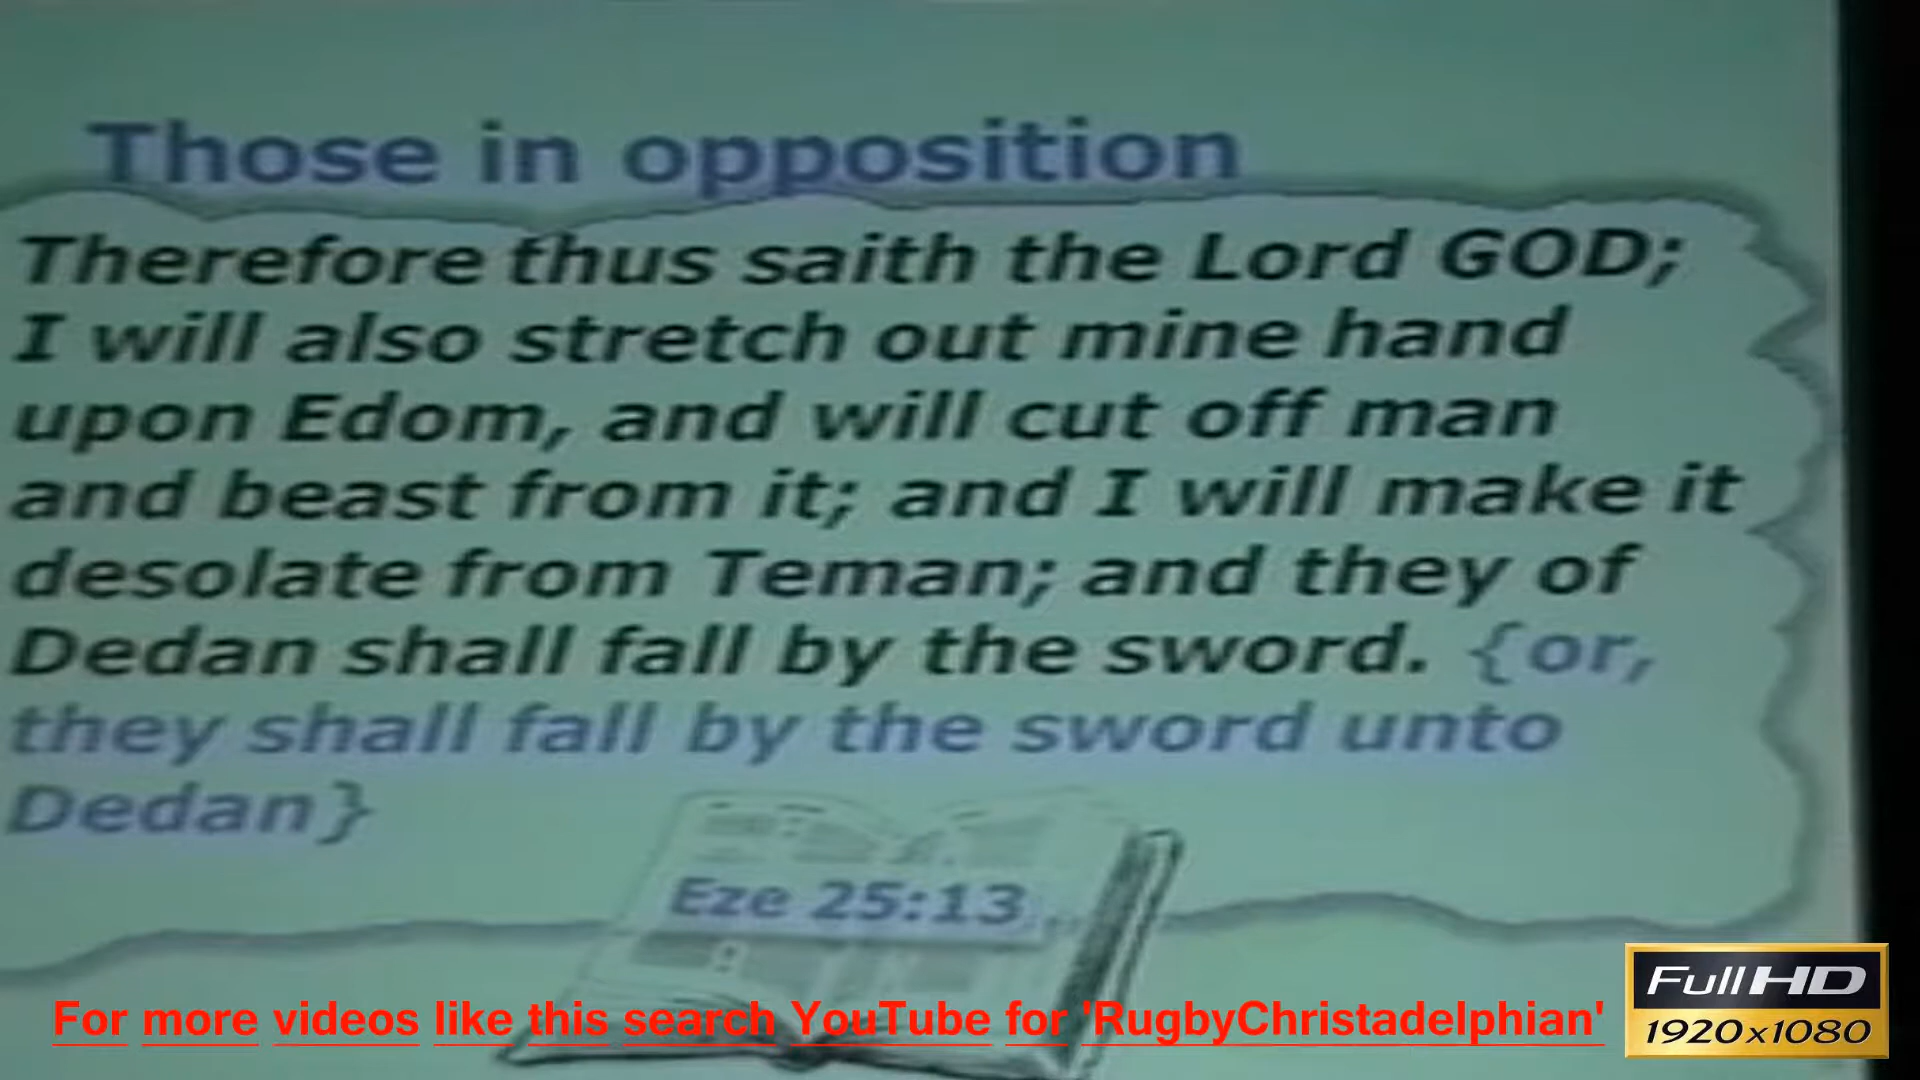 Those in opposition
Therefore thus saith the Lord GOD;
I will also stretch out mine hand
upon Edom, and will cut off man
and beast from it; and I will make it
desolate from Teman; and they of
Dedan shall fall by the sword. {or,
they shall fall by the sword unto
Dedan}
Eze 25:13
For more videos like this search YouTube for 'RugbyChristadelphian'
Full HD
1920x1080